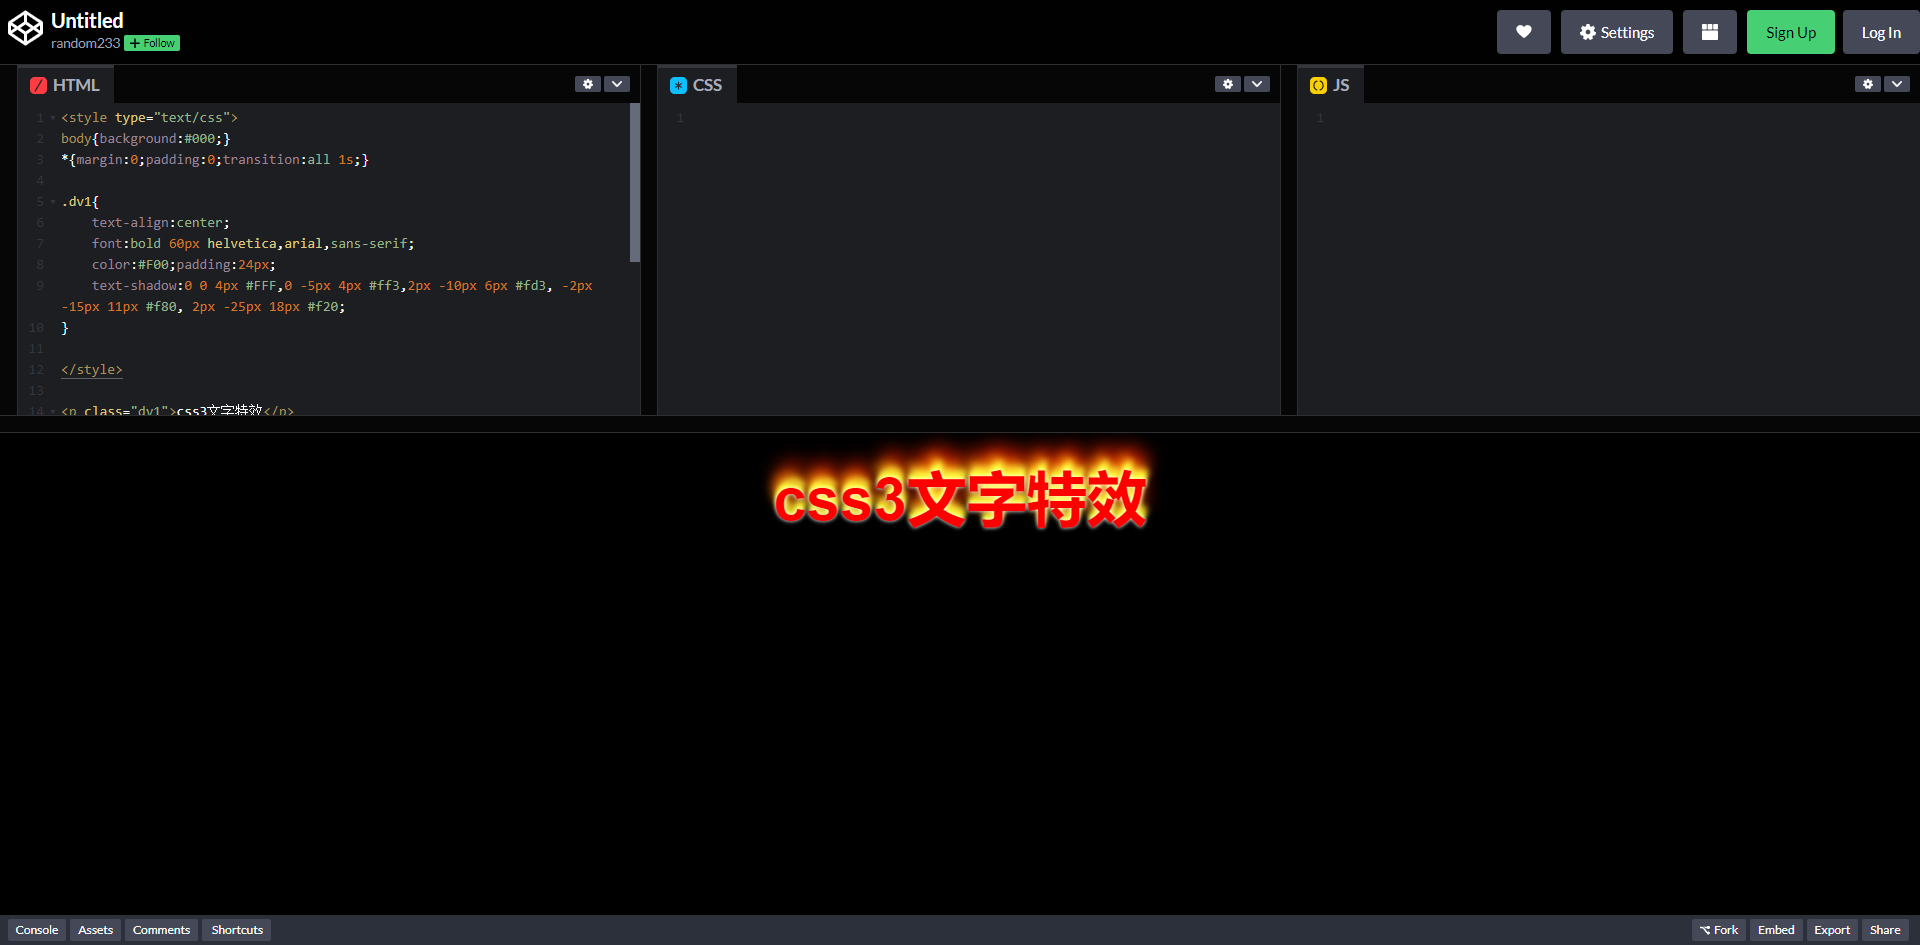 Untitled
random233 + Follow
Settings
Sign Up
Log In
HTML
1 <style type="text/css">
2 body{background:#000;}
3 *{margin:0;padding:0;transition:all 1s;}
4
5 .dv1{
6 text-align:center;
7 font:bold 60px helvetica,arial,sans-serif;
8 color:#F00;padding:24px;
9 text-shadow:0 0 4px #FFF,0 -5px 4px #ff3,2px -10px 6px #fd3, -2px
-15px 11px #f80, 2px -25px 18px #f20;
10 }
11
12 </style>
13
14 <p class="dv1">css3文字特效</p>
CSS
1
JS
1
css3文字特效
Console Assets Comments Shortcuts
Fork Embed Export Share